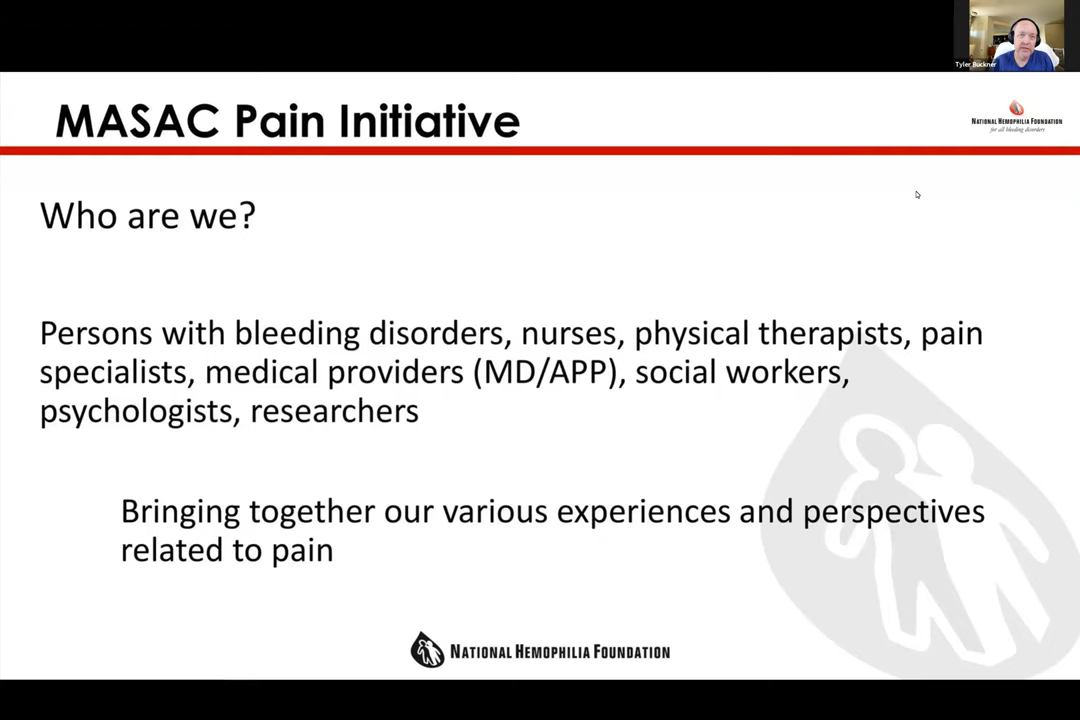 Tyler Buckner
MASAC Pain Initiative
NATIONAL HEMOPHILIA FOUNDATION
for all bleeding disorders
Who are we?
Persons with bleeding disorders, nurses, physical therapists, pain
specialists, medical providers (MD/APP), social workers,
psychologists, researchers
Bringing together our various experiences and perspectives
related to pain
NATIONAL HEMOPHILIA FOUNDATION